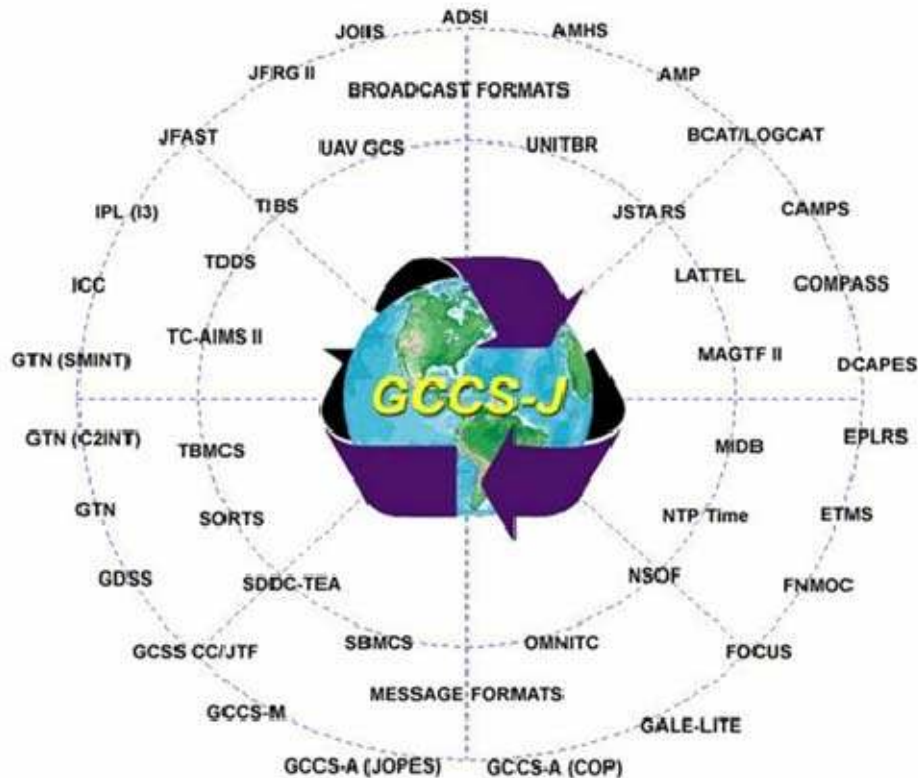 ADSI
JOIIS
AMHS
JFRG II
AMP
BROADCAST FORMATS
JFAST
BCAT/LOGCAT
UAV GCS
UNITBR
IPL (I3)
TIBS
JSTARS
CAMPS
TDDS
LATTEL
ICC
COMPASS
TC-AIMS II
MAGTF II
GTN (SMINT)
DCAPES
GCCS-J
GTN (C2INT)
EPLRS
TBMCS
MIDB
GTN
SORTS
NTP Time
ETMS
GDSS
SDDC-TEA
NSOF
FNMOC
GCSS CC/JTF
SBMCS
OMNITC
FOCUS
MESSAGE FORMATS
GCCS-M
GALE-LITE
GCCS-A (JOPES)
GCCS-A (COP)